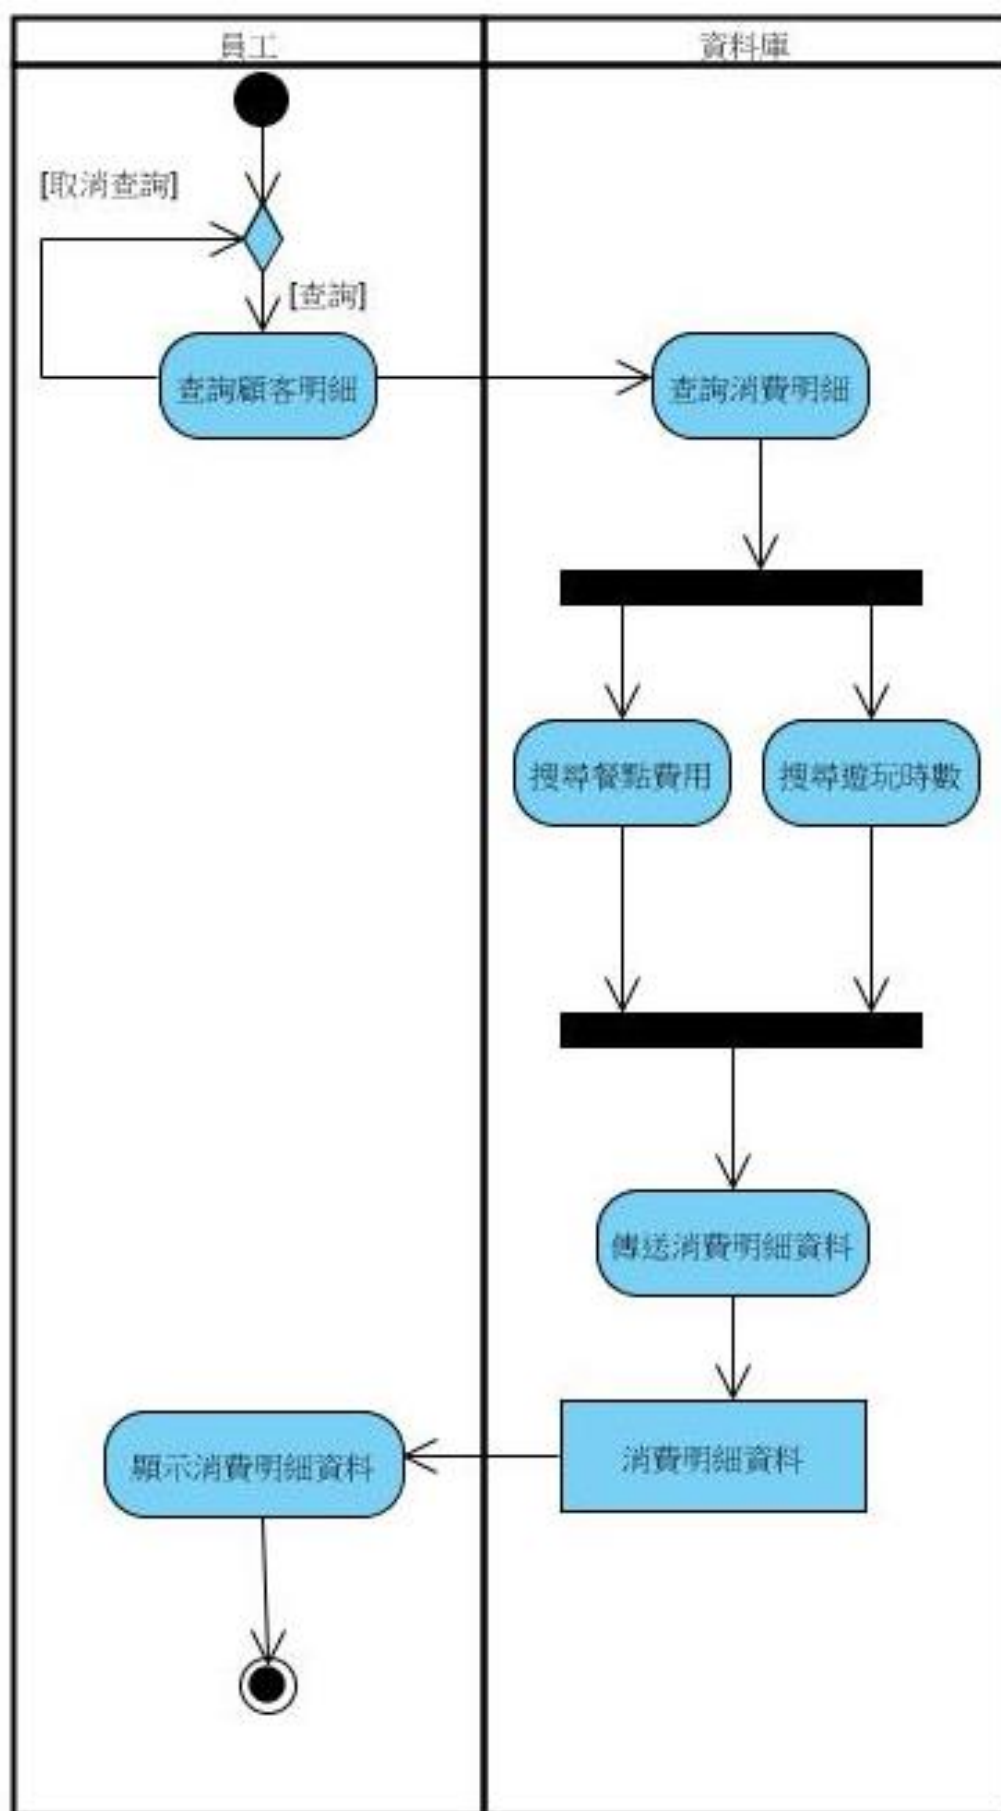 員工
資料庫
[取消查詢]
[查詢]
查詢顧客明細
查詢消費明細
搜尋餐點費用
搜尋遊玩時數
傳送消費明細資料
顯示消費明細資料
消費明細資料